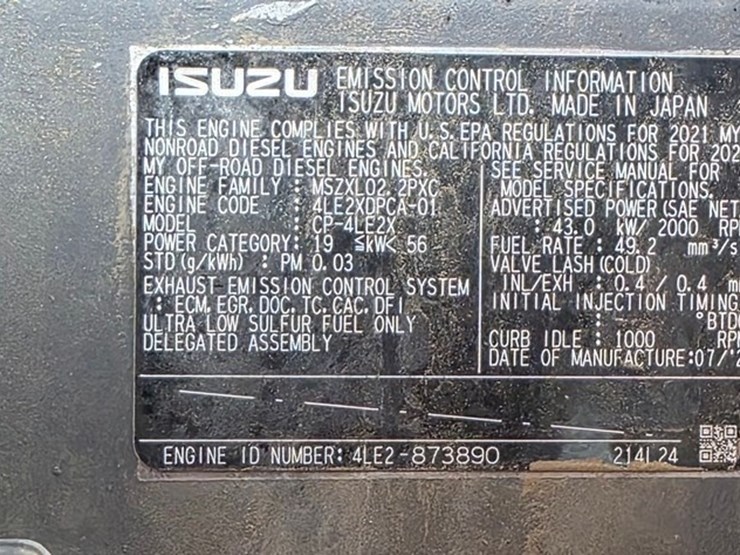 ISUZU EMISSION CONTROL INFORMATION
ISUZU MOTORS LTD. MADE IN JAPAN
THIS ENGINE COMPLIES WITH U.S. EPA REGULATIONS FOR 2021 MY
NONROAD DIESEL ENGINES AND CALIFORNIA REGULATIONS FOR 202
MY OFF-ROAD DIESEL ENGINES.
ENGINE FAMILY : MSZXL02.2PXC
ENGINE CODE : 4LE2XDPCA-01
MODEL : CP-4LE2X
POWER CATEGORY: 19 ≦kW< 56
STD (g/kWh) : PM 0.03
EXHAUST EMISSION CONTROL SYSTEM
: ECM, EGR, DOC, TC, CAC, DFI
ULTRA LOW SULFUR FUEL ONLY
DELEGATED ASSEMBLY
SEE SERVICE MANUAL FOR
MODEL SPECIFICATIONS.
ADVERTISED POWER (SAE NET
: 43.0 kW/ 2000 RP
FUEL RATE : 49.2 mm³/s
VALVE LASH (COLD)
INL/EXH : 0.4 / 0.4 m
INITIAL INJECTION TIMING
: °BTD
CURB IDLE : 1000 RP
DATE OF MANUFACTURE:07/'2
ENGINE ID NUMBER: 4LE2-873890 214L24